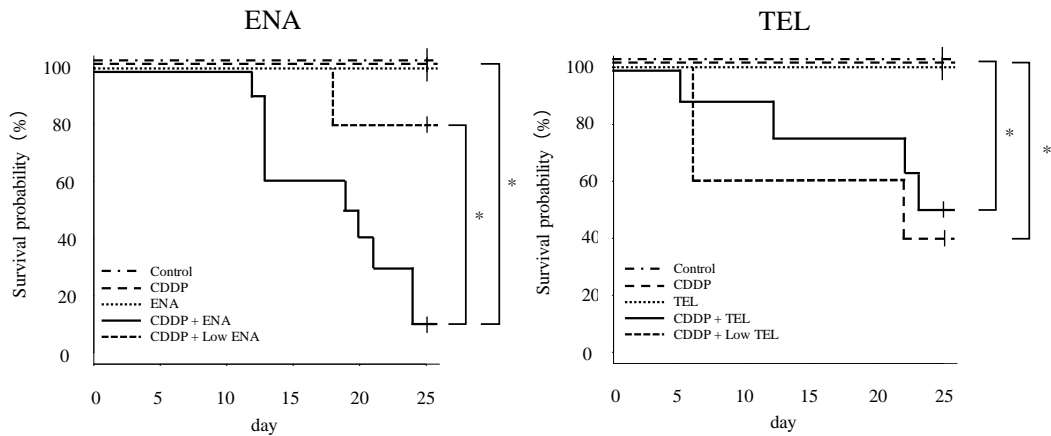 ENA
Survival probability (%)
100
80
60
40
20
0
0 5 10 15 20 25
day
Control
CDDP
ENA
CDDP + ENA
CDDP + Low ENA
*
*
TEL
Survival probability (%)
100
80
60
40
20
0
0 5 10 15 20 25
day
Control
CDDP
TEL
CDDP + TEL
CDDP + Low TEL
*
*